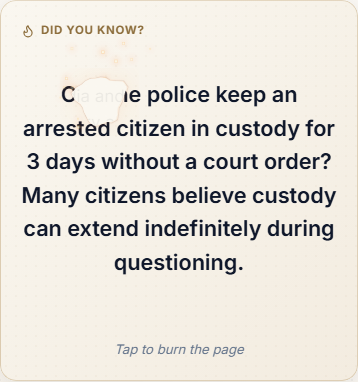 DID YOU KNOW?
C the police keep an
arrested citizen in custody for
3 days without a court order?
Many citizens believe custody
can extend indefinitely during
questioning.
Tap to burn the page